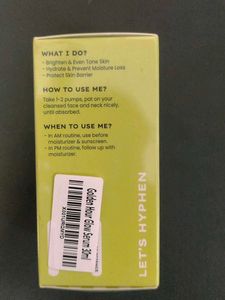 WHAT I DO?
- Brighten & Even Tone Skin
- Hydrate & Prevent Moisture Loss
- Protect Skin Barrier
HOW TO USE ME?
Take 1-2 pumps, pat on your
cleansed face and neck nicely,
until absorbed.
WHEN TO USE ME?
- In AM routine, use before
moisturizer & sunscreen
- In PM routine, follow up with
moisturizer.
Golden Hour Glow Serum 30ml
LET'S HYPHEN